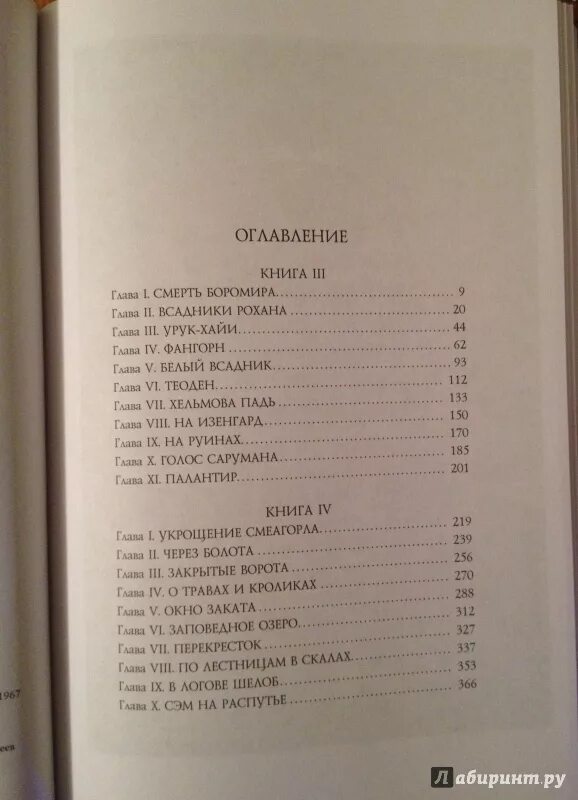 ОГЛАВЛЕНИЕ
КНИГА III
Глава I. СМЕРТЬ БОРОМИРА 9
Глава II. ВСАДНИКИ РОХАНА 20
Глава III. УРУК-ХАЙИ 44
Глава IV. ФАНГОРН 62
Глава V. БЕЛЫЙ ВСАДНИК 93
Глава VI. ТЕОДЕН 112
Глава VII. ХЕЛЬМОВА ПАДЬ 133
Глава VIII. НА ИЗЕНГАРД 150
Глава IX. НА РУИНАХ 170
Глава X. ГОЛОС САРУМАНА 185
Глава XI. ПАЛАНТИР 201
КНИГА IV
Глава I. УКРОЩЕНИЕ СМЕАГОРЛА 219
Глава II. ЧЕРЕЗ БОЛОТА 239
Глава III. ЗАКРЫТЫЕ ВОРОТА 256
Глава IV. О ТРАВАХ И КРОЛИКАХ 270
Глава V. ОКНО ЗАКАТА 288
Глава VI. ЗАПОВЕДНОЕ ОЗЕРО 312
Глава VII. ПЕРЕКРЕСТОК 327
Глава VIII. ПО ЛЕСТНИЦАМ В СКАЛАХ 337
Глава IX. В ЛОГОВЕ ШЕЛОБ 353
Глава X. СЭМ НА РАСПУТЬЕ 366
1967
Лабиринт.ру